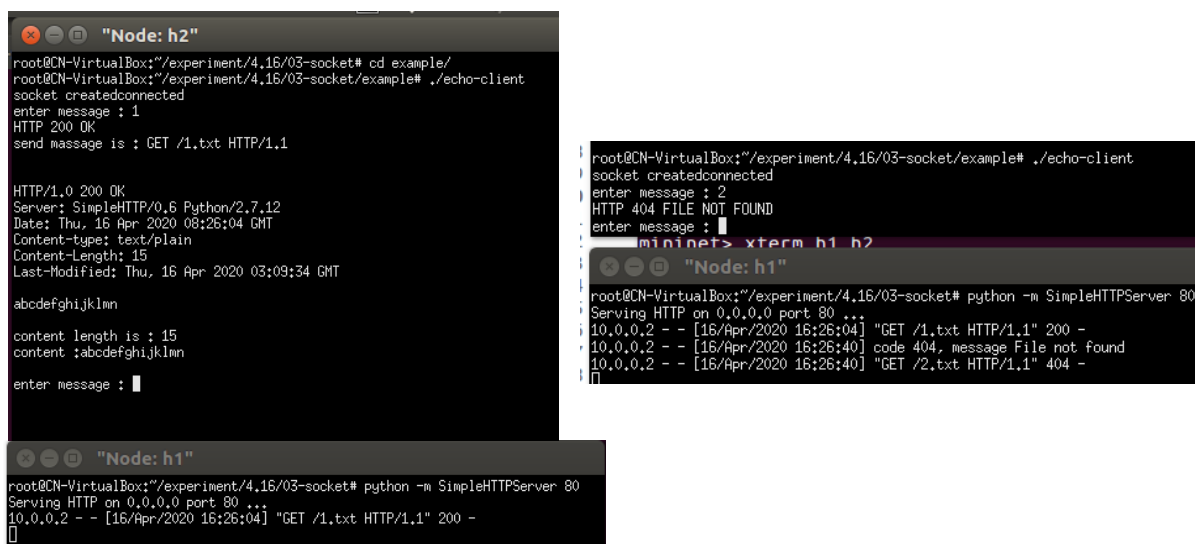 "Node: h2"
root@CN-VirtualBox:~/experiment/4.16/03-socket# cd example/
root@CN-VirtualBox:~/experiment/4.16/03-socket/example# ./echo-client
socket createdconnected
enter message : 1
HTTP 200 OK
send massage is : GET /1.txt HTTP/1.1
HTTP/1.0 200 OK
Server: SimpleHTTP/0.6 Python/2.7.12
Date: Thu, 16 Apr 2020 08:26:04 GMT
Content-type: text/plain
Content-Length: 15
Last-Modified: Thu, 16 Apr 2020 03:09:34 GMT
abcdefghijklmn
content length is : 15
content :abcdefghijklmn
enter message :
"Node: h1"
root@CN-VirtualBox:~/experiment/4.16/03-socket# python -m SimpleHTTPServer 80
Serving HTTP on 0.0.0.0 port 80 ...
10.0.0.2 - - [16/Apr/2020 16:26:04] "GET /1.txt HTTP/1.1" 200 -
root@CN-VirtualBox:~/experiment/4.16/03-socket/example# ./echo-client
socket createdconnected
enter message : 2
HTTP 404 FILE NOT FOUND
enter message :
mininet> xterm h1 h2
"Node: h1"
root@CN-VirtualBox:~/experiment/4.16/03-socket# python -m SimpleHTTPServer 80
Serving HTTP on 0.0.0.0 port 80 ...
10.0.0.2 - - [16/Apr/2020 16:26:04] "GET /1.txt HTTP/1.1" 200 -
10.0.0.2 - - [16/Apr/2020 16:26:40] code 404, message File not found
10.0.0.2 - - [16/Apr/2020 16:26:40] "GET /2.txt HTTP/1.1" 404 -